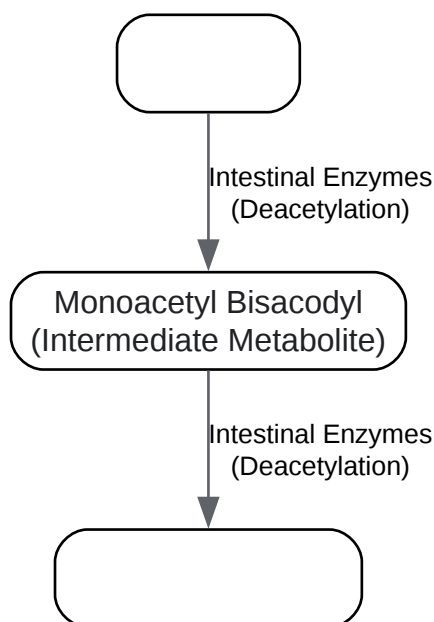 Intestinal Enzymes
(Deacetylation)
Monoacetyl Bisacodyl
(Intermediate Metabolite)
Intestinal Enzymes
(Deacetylation)